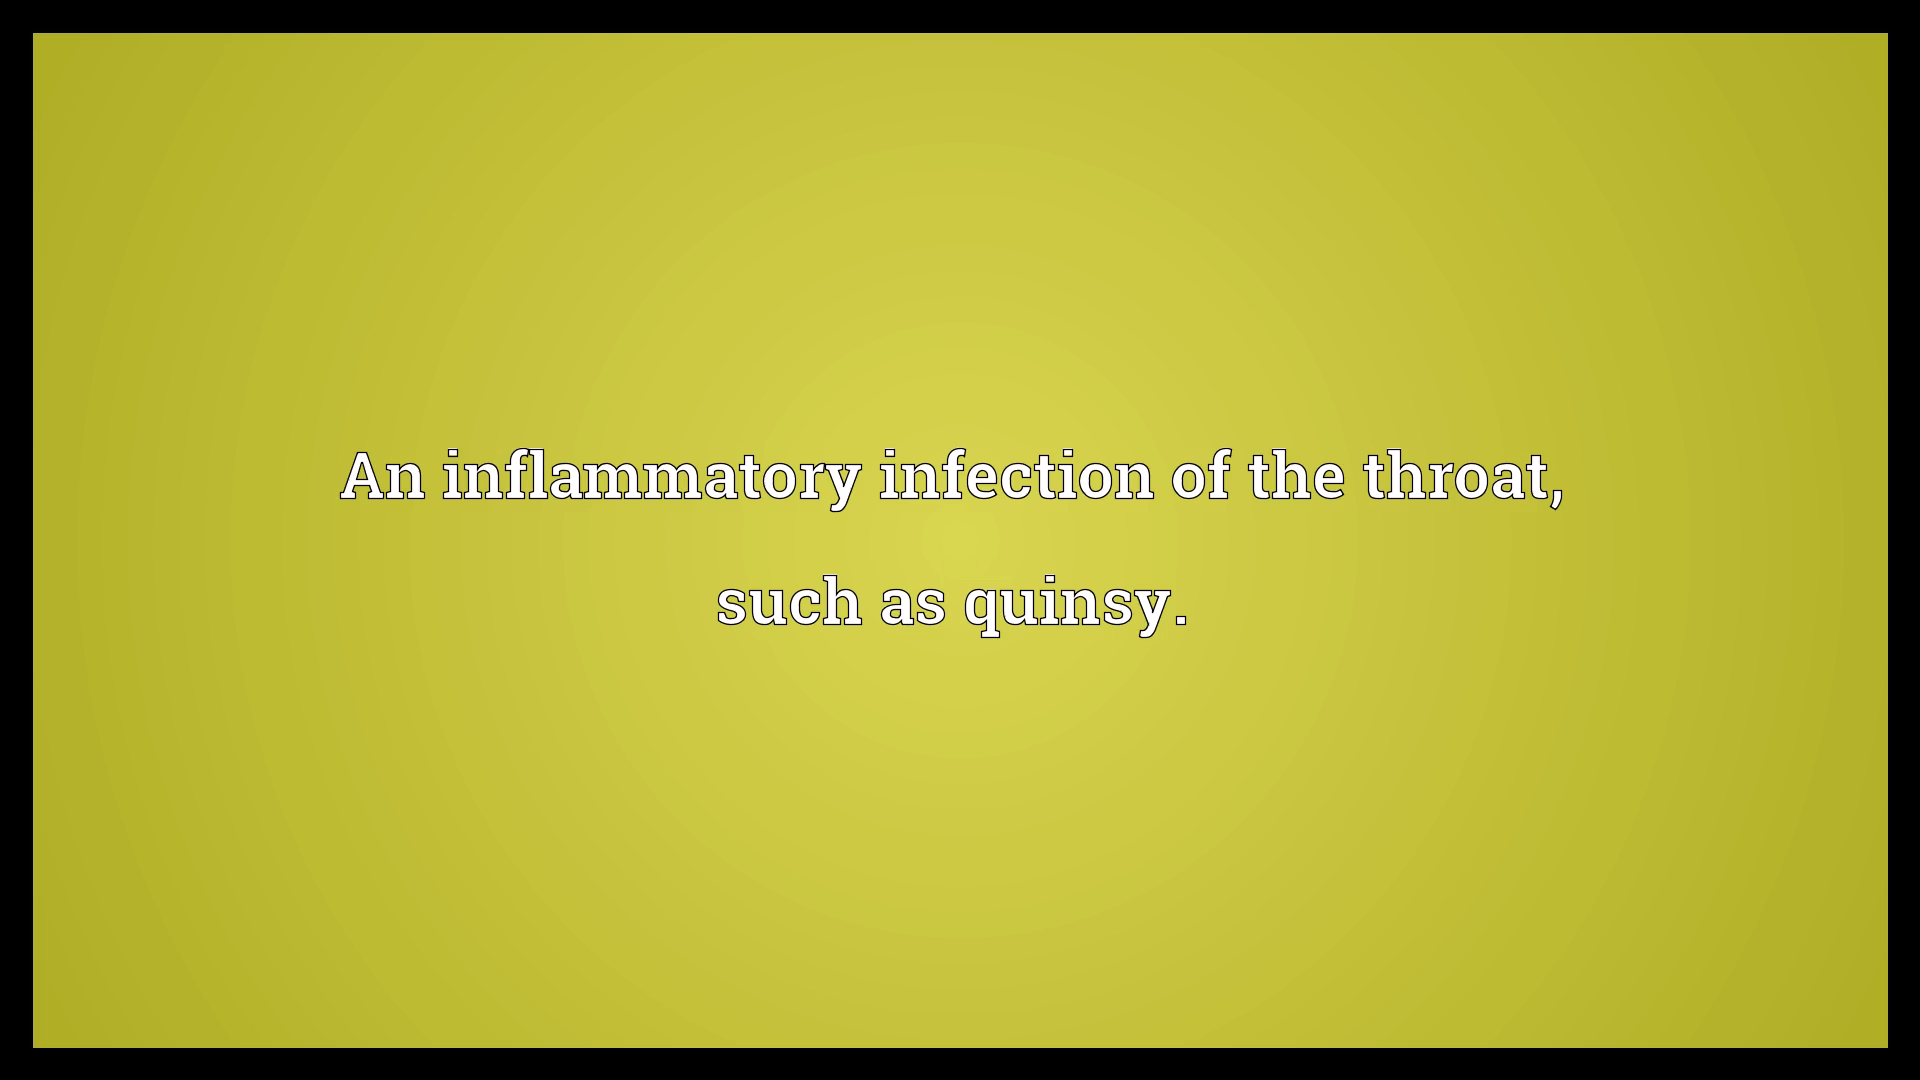 An inflammatory infection of the throat,
such as quinsy.